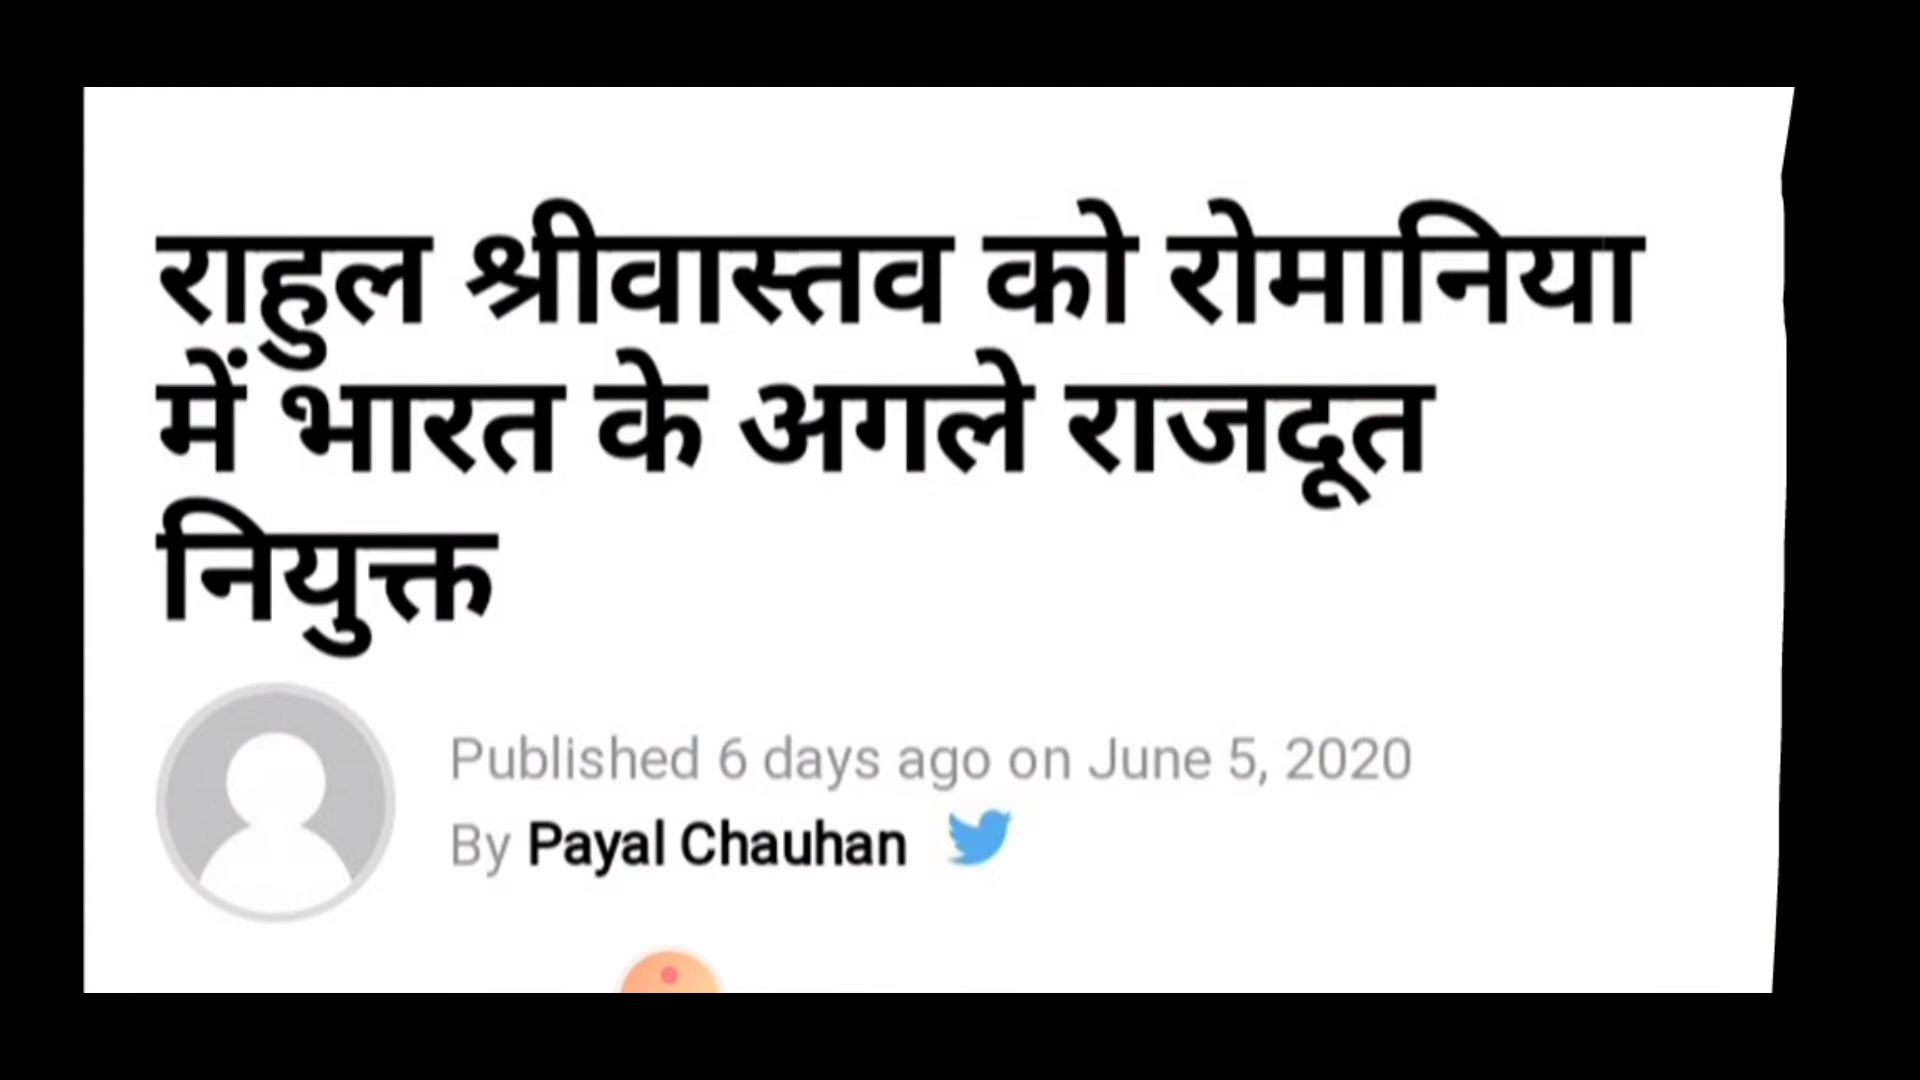 राहुल श्रीवास्तव को रोमानिया
में भारत के अगले राजदूत
नियुक्त
Published 6 days ago on June 5, 2020
By Payal Chauhan